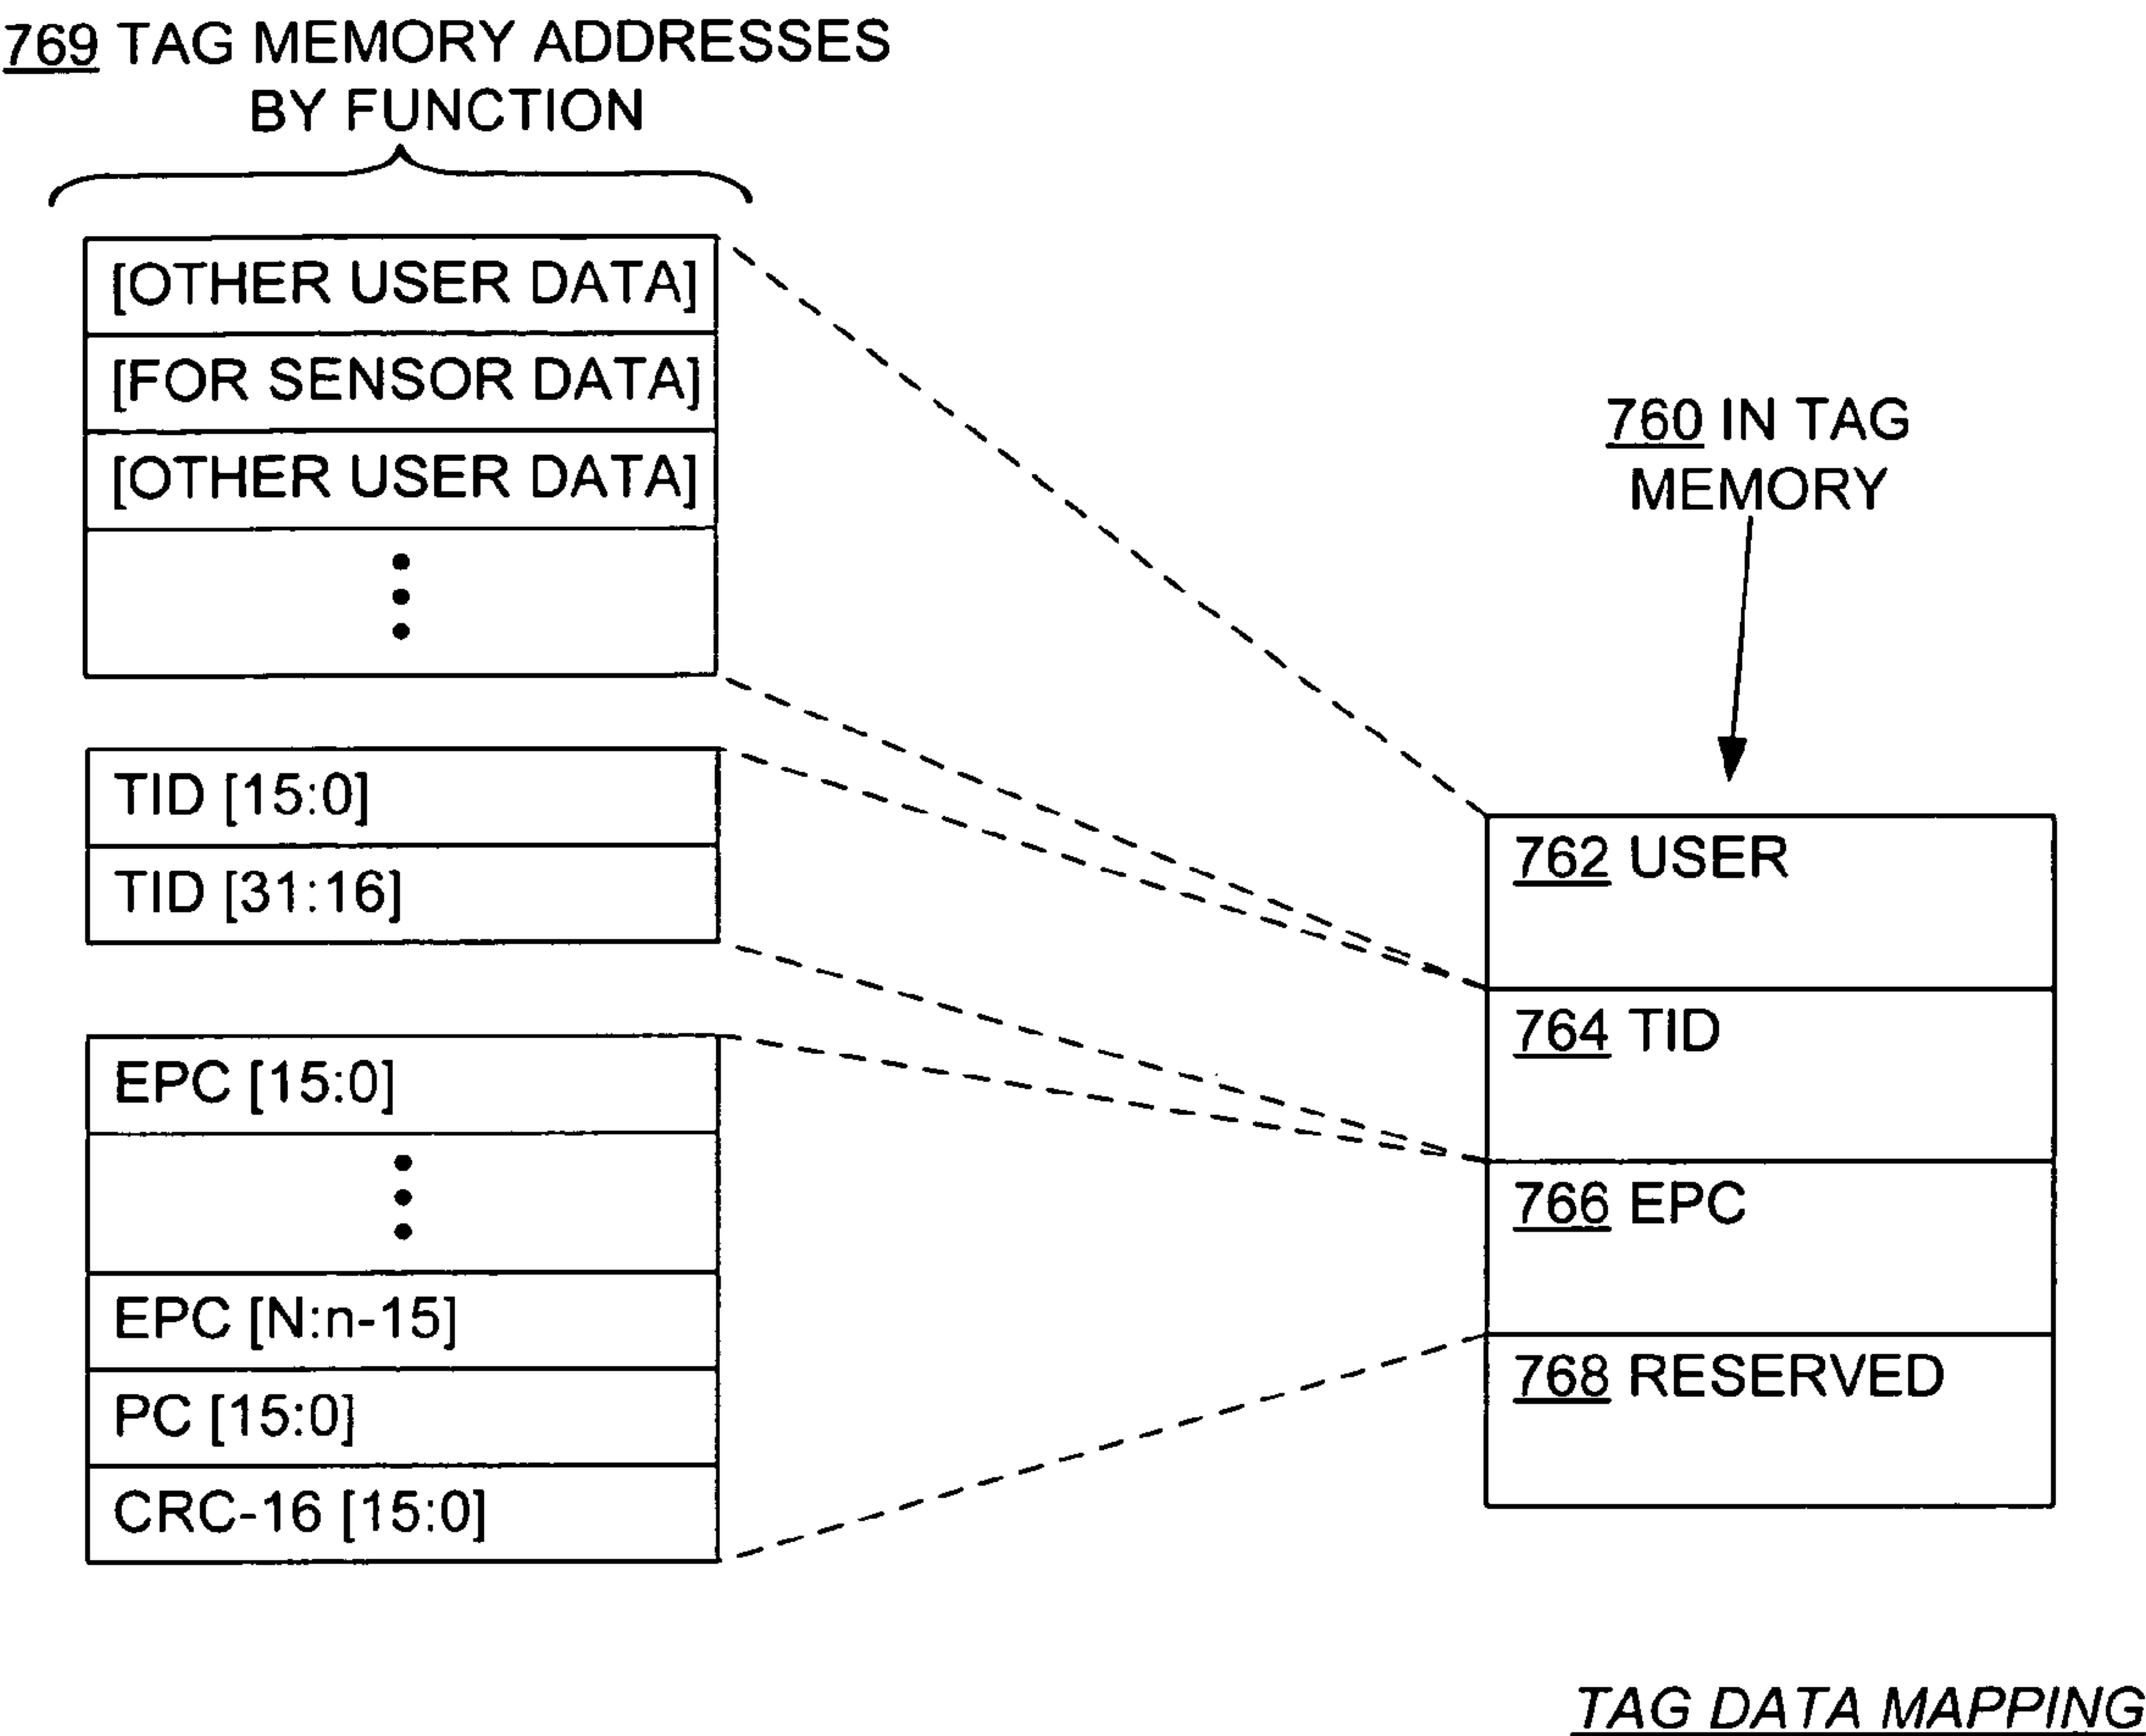 769 TAG MEMORY ADDRESSES
BY FUNCTION
[OTHER USER DATA]
[FOR SENSOR DATA]
[OTHER USER DATA]
TID [15:0]
TID [31:16]
EPC [15:0]
EPC [N:n-15]
PC [15:0]
CRC-16 [15:0]
760 IN TAG
MEMORY
762 USER
764 TID
766 EPC
768 RESERVED
TAG DATA MAPPING